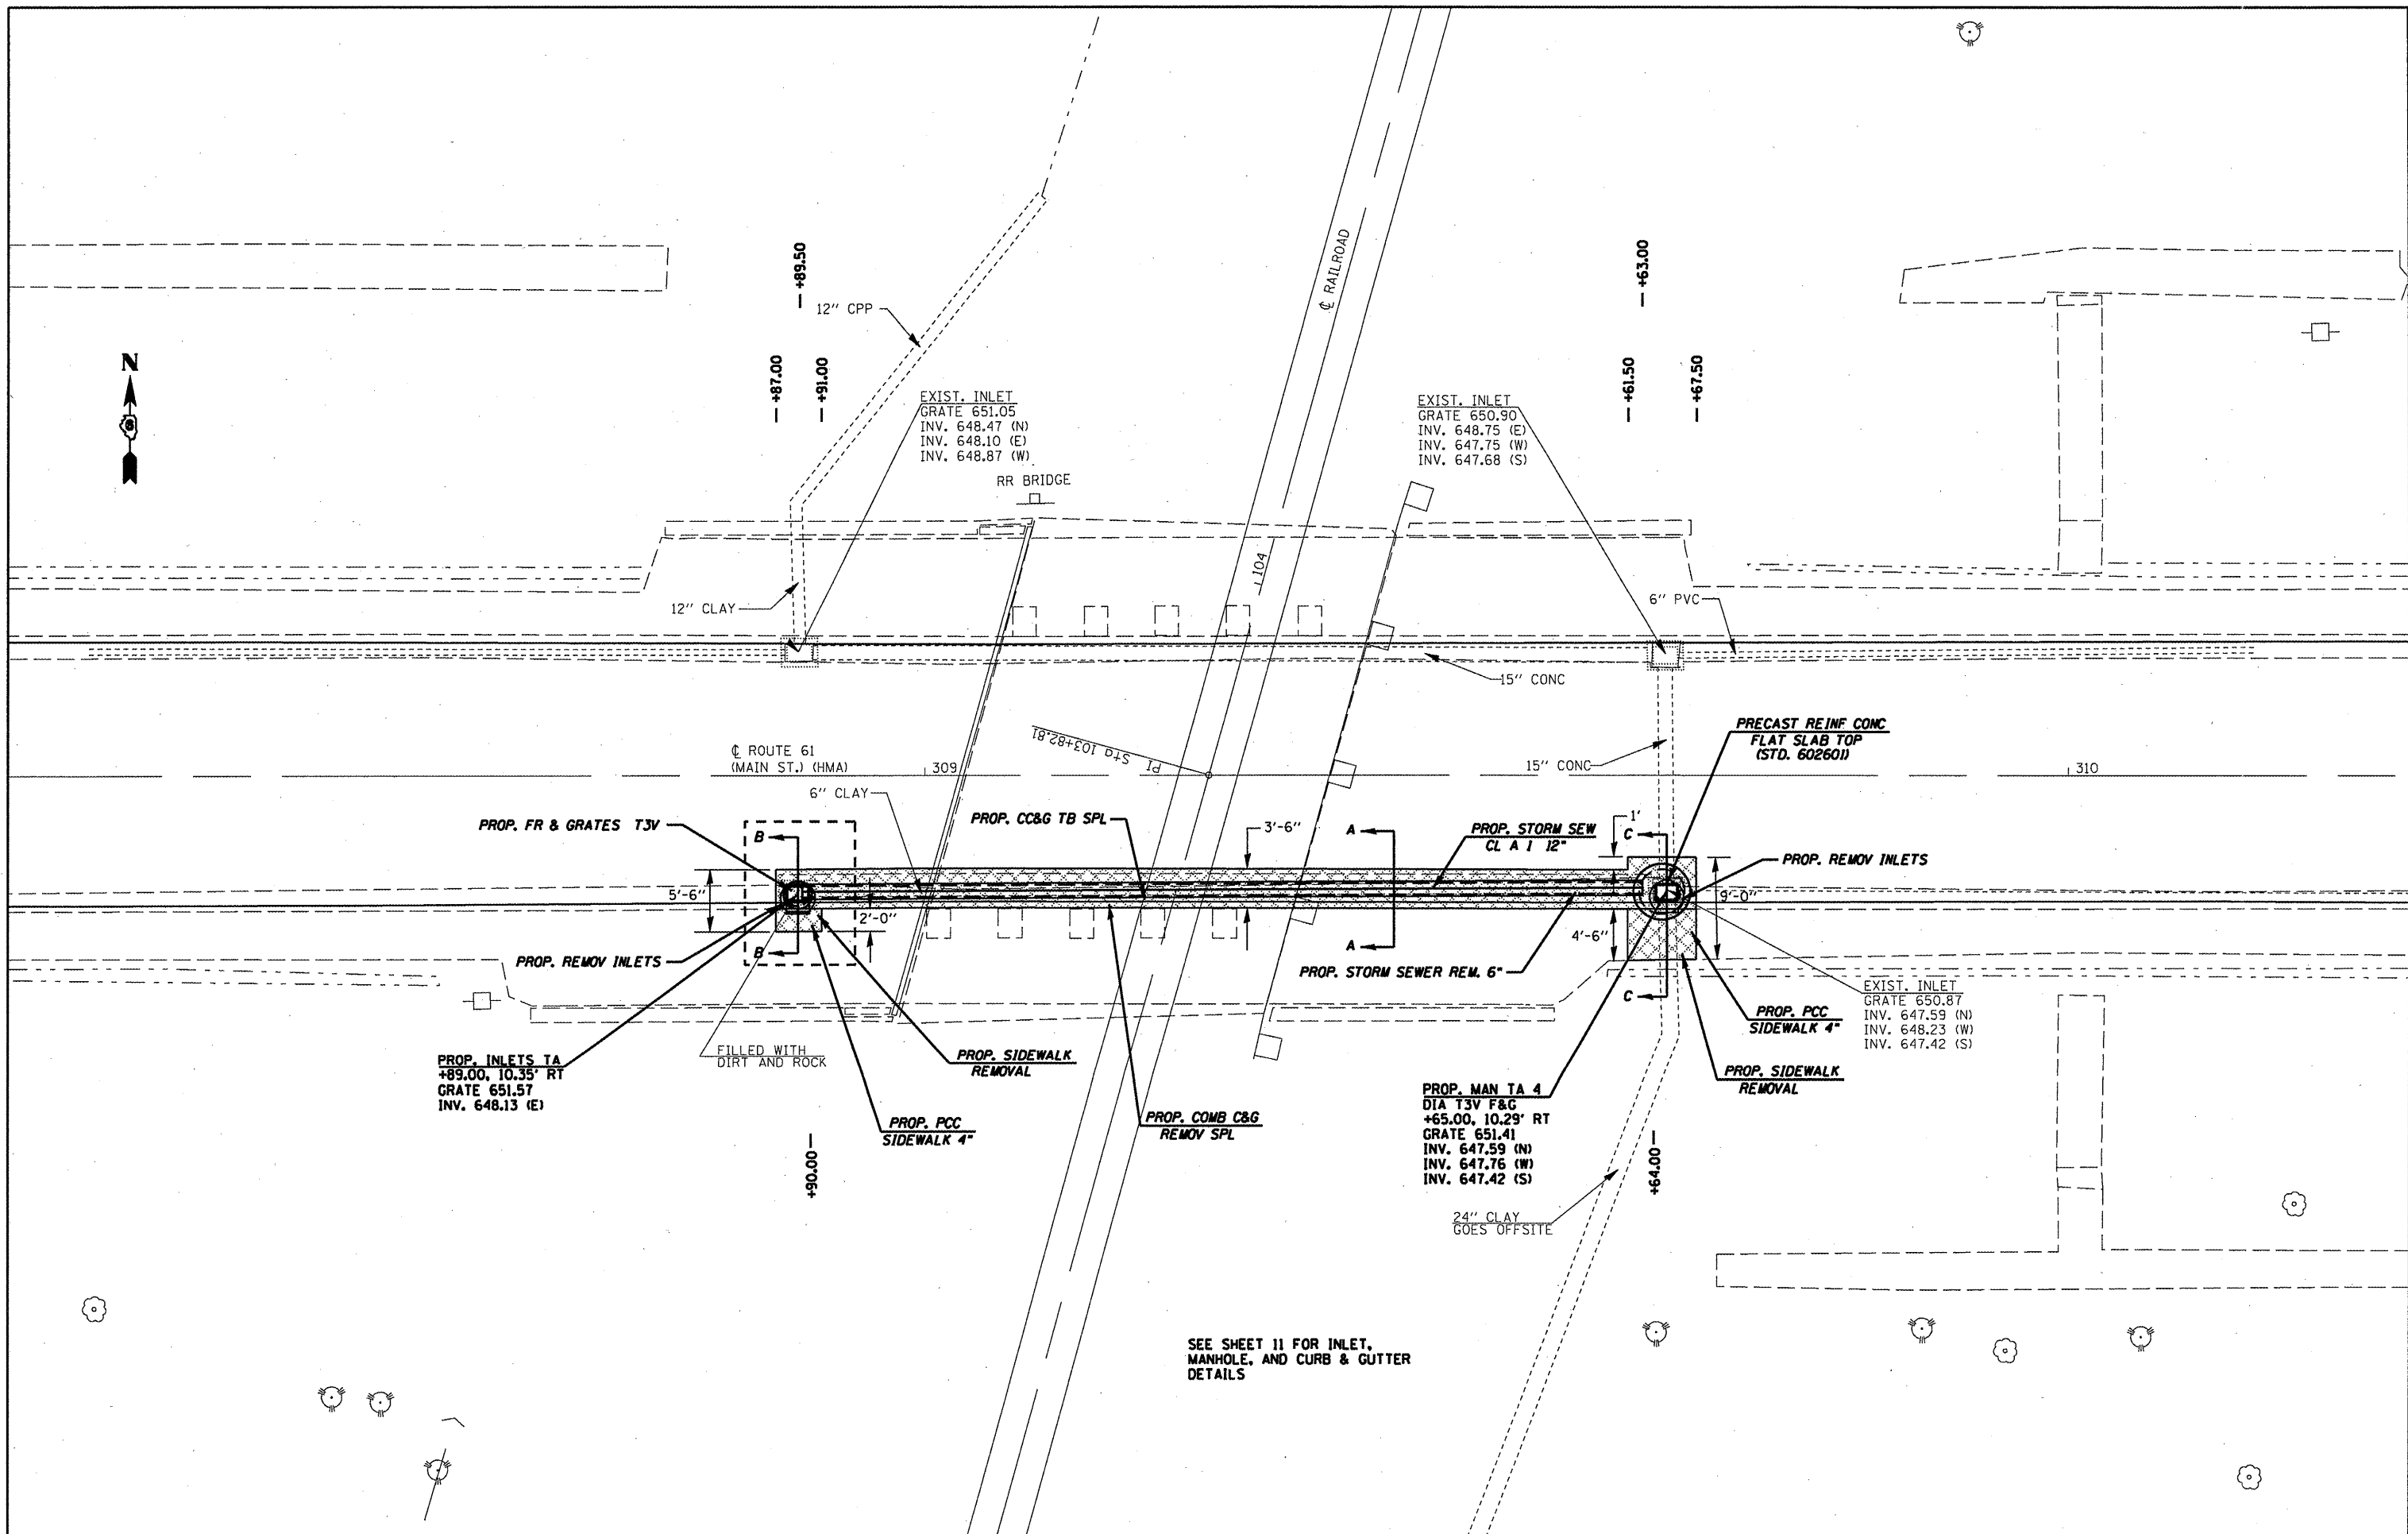 +89.50
+63.00
12" CPP
℄ RAILROAD
N
+87.00
+91.00
+61.50
+67.50
EXIST. INLET
GRATE 651.05
INV. 648.47 (N)
INV. 648.10 (E)
INV. 648.87 (W)
EXIST. INLET
GRATE 650.90
INV. 648.75 (E)
INV. 647.75 (W)
INV. 647.68 (S)
RR BRIDGE
104
12" CLAY
6" PVC
15" CONC
PI Sta 103+82.81
℄ ROUTE 61
(MAIN ST.) (HMA)
309
15" CONC
310
PRECAST REINF CONC
FLAT SLAB TOP
(STD. 602601)
6" CLAY
PROP. FR & GRATES T3V
PROP. CC&G TB SPL
3'-6"
PROP. STORM SEW
CL A 1 12"
1'
B
A
C
PROP. REMOV INLETS
5'-6"
2'-0"
9'-0"
4'-6"
B
A
C
PROP. REMOV INLETS
PROP. STORM SEWER REM. 6"
EXIST. INLET
GRATE 650.87
INV. 647.59 (N)
INV. 648.23 (W)
INV. 647.42 (S)
PROP. PCC
SIDEWALK 4"
PROP. INLETS TA
+89.00, 10.35' RT
GRATE 651.57
INV. 648.13 (E)
FILLED WITH
DIRT AND ROCK
PROP. SIDEWALK
REMOVAL
PROP. SIDEWALK
REMOVAL
PROP. PCC
SIDEWALK 4"
PROP. COMB C&G
REMOV SPL
PROP. MAN TA 4
DIA T3V F&G
+65.00, 10.29' RT
GRATE 651.41
INV. 647.59 (N)
INV. 647.76 (W)
INV. 647.42 (S)
+90.00
+64.00
24" CLAY
GOES OFFSITE
SEE SHEET 11 FOR INLET,
MANHOLE, AND CURB & GUTTER
DETAILS